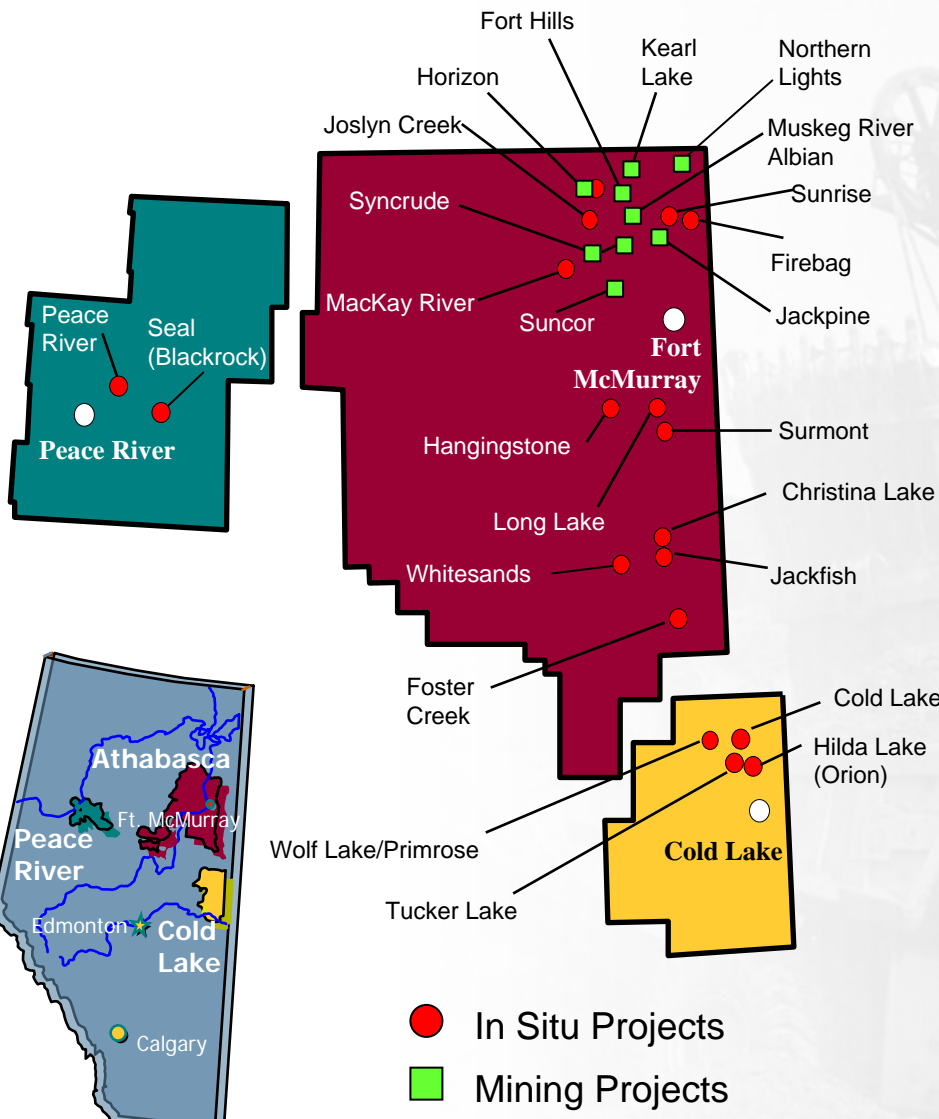 Fort Hills
Kearl
Lake
Northern
Lights
Horizon
Joslyn Creek
Muskeg River
Albian
Syncrude
Sunrise
Firebag
MacKay River
Suncor
Jackpine
Fort
McMurray
Peace
River
Seal
(Blackrock)
Peace River
Hangingstone
Surmont
Christina Lake
Long Lake
Whitesands
Jackfish
Foster
Creek
Cold Lake
Hilda Lake
(Orion)
Wolf Lake/Primrose
Cold Lake
Tucker Lake
Athabasca
Ft. McMurray
Peace
River
Edmonton
Cold
Lake
Calgary
In Situ Projects
Mining Projects